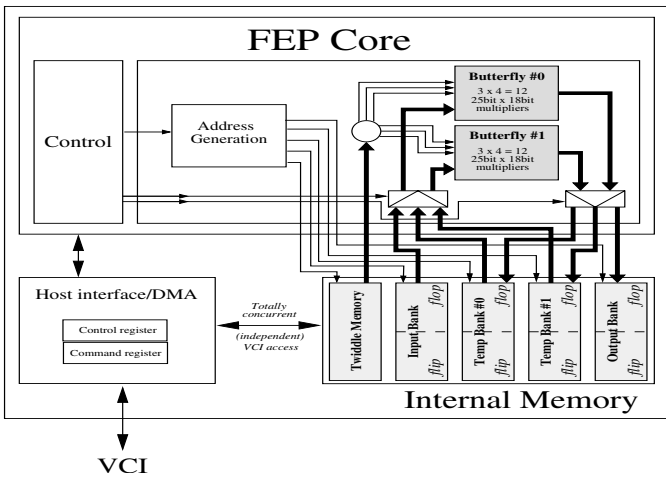 FEP Core
Control
Address
Generation
Butterfly #0
3 x 4 = 12
25bit x 18bit
multipliers
Butterfly #1
3 x 4 = 12
25bit x 18bit
multipliers
Host interface/DMA
Control register
Command register
Totally
concurrent
(independent)
VCI access
Twiddle Memory
Input Bank
flip
flop
Temp Bank #0
flip
flop
Temp Bank #1
flip
flop
Output Bank
flip
flop
Internal Memory
VCI